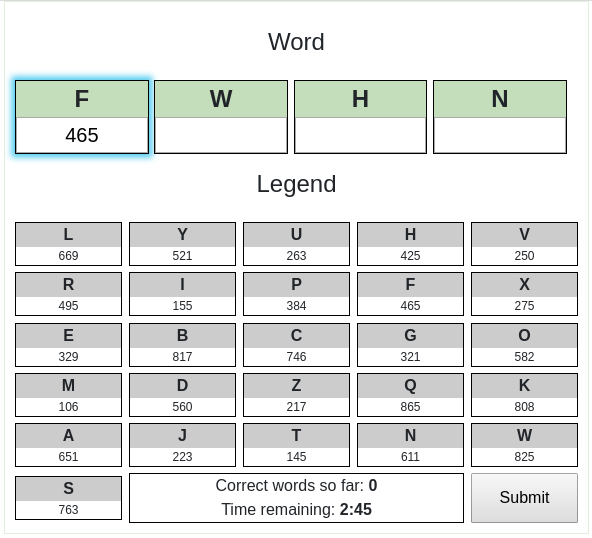 Word
F W H N
465
Legend
L Y U H V
669 521 263 425 250
R I P F X
495 155 384 465 275
E B C G O
329 817 746 321 582
M D Z Q K
106 560 217 865 808
A J T N W
651 223 145 611 825
S
763
Correct words so far: 0
Time remaining: 2:45
Submit